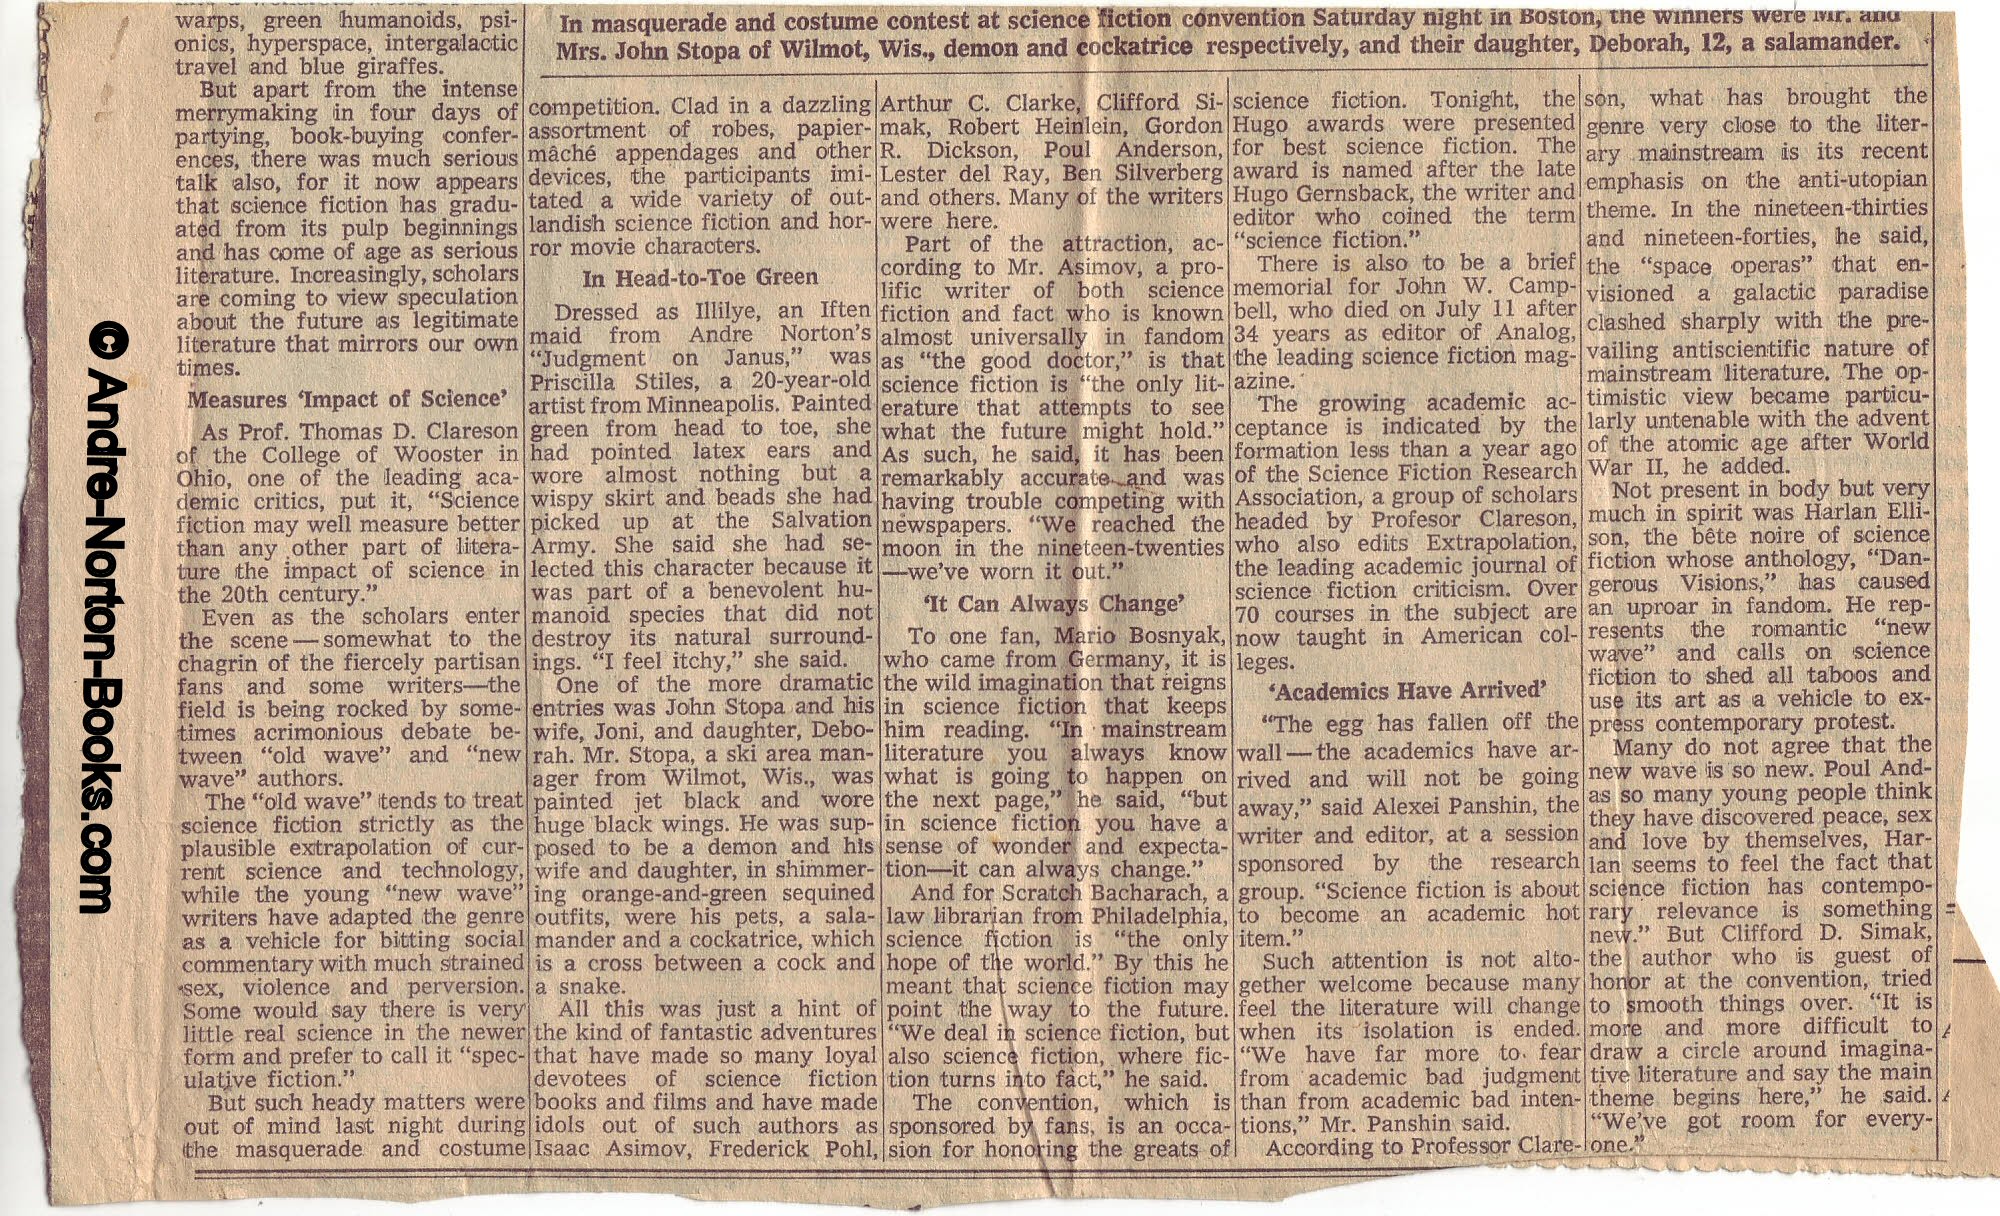 In masquerade and costume contest at science fiction convention Saturday night in Boston, the winners were Mr. and
Mrs. John Stopa of Wilmot, Wis., demon and cockatrice respectively, and their daughter, Deborah, 12, a salamander.
warps, green humanoids, psi-
onics, hyperspace, intergalactic
travel and blue giraffes.
But apart from the intense
merrymaking in four days of
partying, book-buying confer-
ences, there was much serious
talk also, for it now appears
that science fiction has gradu-
ated from its pulp beginnings
and has come of age as serious
literature. Increasingly, scholars
are coming to view speculation
about the future as legitimate
literature that mirrors our own
times.
Measures ‘Impact of Science’
As Prof. Thomas D. Clareson
of the College of Wooster in
Ohio, one of the leading aca-
demic critics, put it, “Science
fiction may well measure better
than any other part of litera-
ture the impact of science in
the 20th century.”
Even as the scholars enter
the scene—somewhat to the
chagrin of the fiercely partisan
fans and some writers—the
field is being rocked by some-
times acrimonious debate be-
tween “old wave” and “new
wave” authors.
The “old wave” tends to treat
science fiction strictly as the
plausible extrapolation of cur-
rent science and technology,
while the young “new wave”
writers have adapted the genre
as a vehicle for bitting social
commentary with much strained
sex, violence and perversion.
Some would say there is very
little real science in the newer
form and prefer to call it “spec-
ulative fiction.”
But such heady matters were
out of mind last night during
the masquerade and costume
competition. Clad in a dazzling
assortment of robes, papier-
mâché appendages and other
devices, the participants imi-
tated a wide variety of out-
landish science fiction and hor-
ror movie characters.
In Head-to-Toe Green
Dressed as Illilye, an Iften
maid from Andre Norton's
“Judgment on Janus,” was
Priscilla Stiles, a 20-year-old
artist from Minneapolis. Painted
green from head to toe, she
had pointed latex ears and
wore almost nothing but a
wispy skirt and beads she had
picked up at the Salvation
Army. She said she had se-
lected this character because it
was part of a benevolent hu-
manoid species that did not
destroy its natural surround-
ings. “I feel itchy,” she said.
One of the more dramatic
entries was John Stopa and his
wife, Joni, and daughter, Debo-
rah. Mr. Stopa, a ski area man-
ager from Wilmot, Wis., was
painted jet black and wore
huge black wings. He was sup-
posed to be a demon and his
wife and daughter, in shimmer-
ing orange-and-green sequined
outfits, were his pets, a sala-
mander and a cockatrice, which
is a cross between a cock and
a snake.
All this was just a hint of
the kind of fantastic adventures
that have made so many loyal
devotees of science fiction
books and films and have made
idols out of such authors as
Isaac Asimov, Frederick Pohl,
Arthur C. Clarke, Clifford Si-
mak, Robert Heinlein, Gordon
R. Dickson, Poul Anderson,
Lester del Ray, Ben Silverberg
and others. Many of the writers
were here.
Part of the attraction, ac-
cording to Mr. Asimov, a pro-
lific writer of both science
fiction and fact who is known
almost universally in fandom
as “the good doctor,” is that
science fiction is “the only lit-
erature that attempts to see
what the future might hold.”
As such, he said, it has been
remarkably accurate and was
having trouble competing with
newspapers. “We reached the
moon in the nineteen-twenties
—we've worn it out.”
‘It Can Always Change’
To one fan, Mario Bosnyak,
who came from Germany, it is
the wild imagination that reigns
in science fiction that keeps
him reading. “In mainstream
literature you always know
what is going to happen on
the next page,” he said, “but
in science fiction you have a
sense of wonder and expecta-
tion—it can always change.”
And for Scratch Bacharach, a
law librarian from Philadelphia,
science fiction is “the only
hope of the world.” By this he
meant that science fiction may
point the way to the future.
“We deal in science fiction, but
also science fiction, where fic-
tion turns into fact,” he said.
The convention, which is
sponsored by fans, is an occa-
sion for honoring the greats of
science fiction. Tonight, the
Hugo awards were presented
for best science fiction. The
award is named after the late
Hugo Gernsback, the writer and
editor who coined the term
“science fiction.”
There is also to be a brief
memorial for John W. Camp-
bell, who died on July 11 after
34 years as editor of Analog,
the leading science fiction mag-
azine.
The growing academic ac-
ceptance is indicated by the
formation less than a year ago
of the Science Fiction Research
Association, a group of scholars
headed by Profesor Clareson,
who also edits Extrapolation,
the leading academic journal of
science fiction criticism. Over
70 courses in the subject are
now taught in American col-
leges.
‘Academics Have Arrived’
“The egg has fallen off the
wall—the academics have ar-
rived and will not be going
away,” said Alexei Panshin, the
writer and editor, at a session
sponsored by the research
group. “Science fiction is about
to become an academic hot
item.”
Such attention is not alto-
gether welcome because many
feel the literature will change
when its isolation is ended.
“We have far more to fear
from academic bad judgment
than from academic bad inten-
tions,” Mr. Panshin said.
According to Professor Clare-
son, what has brought the
genre very close to the liter-
ary mainstream is its recent
emphasis on the anti-utopian
theme. In the nineteen-thirties
and nineteen-forties, he said,
the “space operas” that en-
visioned a galactic paradise
clashed sharply with the pre-
vailing antiscientific nature of
mainstream literature. The op-
timistic view became particu-
larly untenable with the advent
of the atomic age after World
War II, he added.
Not present in body but very
much in spirit was Harlan Elli-
son, the bête noire of science
fiction whose anthology, “Dan-
gerous Visions,” has caused
an uproar in fandom. He rep-
resents the romantic “new
wave” and calls on science
fiction to shed all taboos and
use its art as a vehicle to ex-
press contemporary protest.
Many do not agree that the
new wave is so new. Poul And-
as so many young people think
they have discovered peace, sex
and love by themselves, Har-
lan seems to feel the fact that
science fiction has contempo-
rary relevance is something
new.” But Clifford D. Simak,
the author who is guest of
honor at the convention, tried
to smooth things over. “It is
more and more difficult to
draw a circle around imagina-
tive literature and say the main
theme begins here,” he said.
“We've got room for every-
one.”
© Andre-Norton-Books.com